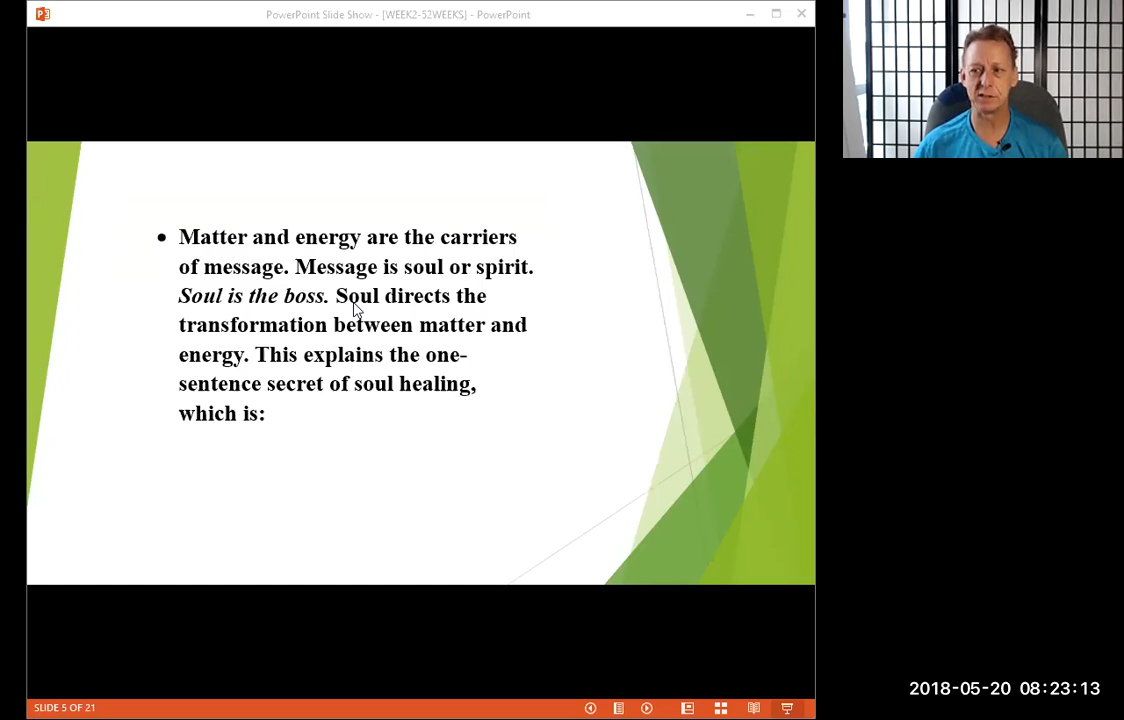 PowerPoint Slide Show - [WEEK2-52WEEKS] - PowerPoint
• Matter and energy are the carriers
of message. Message is soul or spirit.
Soul is the boss. Soul directs the
transformation between matter and
energy. This explains the one-
sentence secret of soul healing,
which is:
2018-05-20 08:23:13
SLIDE 5 OF 21